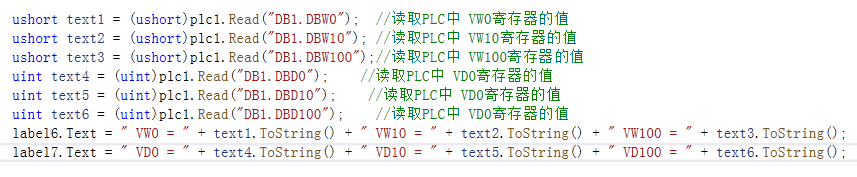 ushort text1 = (ushort)plc1.Read("DB1.DBW0");  //读取PLC中 VW0寄存器的值
ushort text2 = (ushort)plc1.Read("DB1.DBW10"); //读取PLC中 VW10寄存器的值
ushort text3 = (ushort)plc1.Read("DB1.DBW100");//读取PLC中 VW100寄存器的值
uint text4 = (uint)plc1.Read("DB1.DBD0");    //读取PLC中 VD0寄存器的值
uint text5 = (uint)plc1.Read("DB1.DBD10");    //读取PLC中 VD0寄存器的值
uint text6 = (uint)plc1.Read("DB1.DBD100");    //读取PLC中 VD0寄存器的值
label6.Text = " VW0 = " + text1.ToString() + " VW10 = " + text2.ToString() + " VW100 = " + text3.ToString();
label7.Text = " VD0 = " + text4.ToString() + " VD10 = " + text5.ToString() + " VD100 = " + text6.ToString();